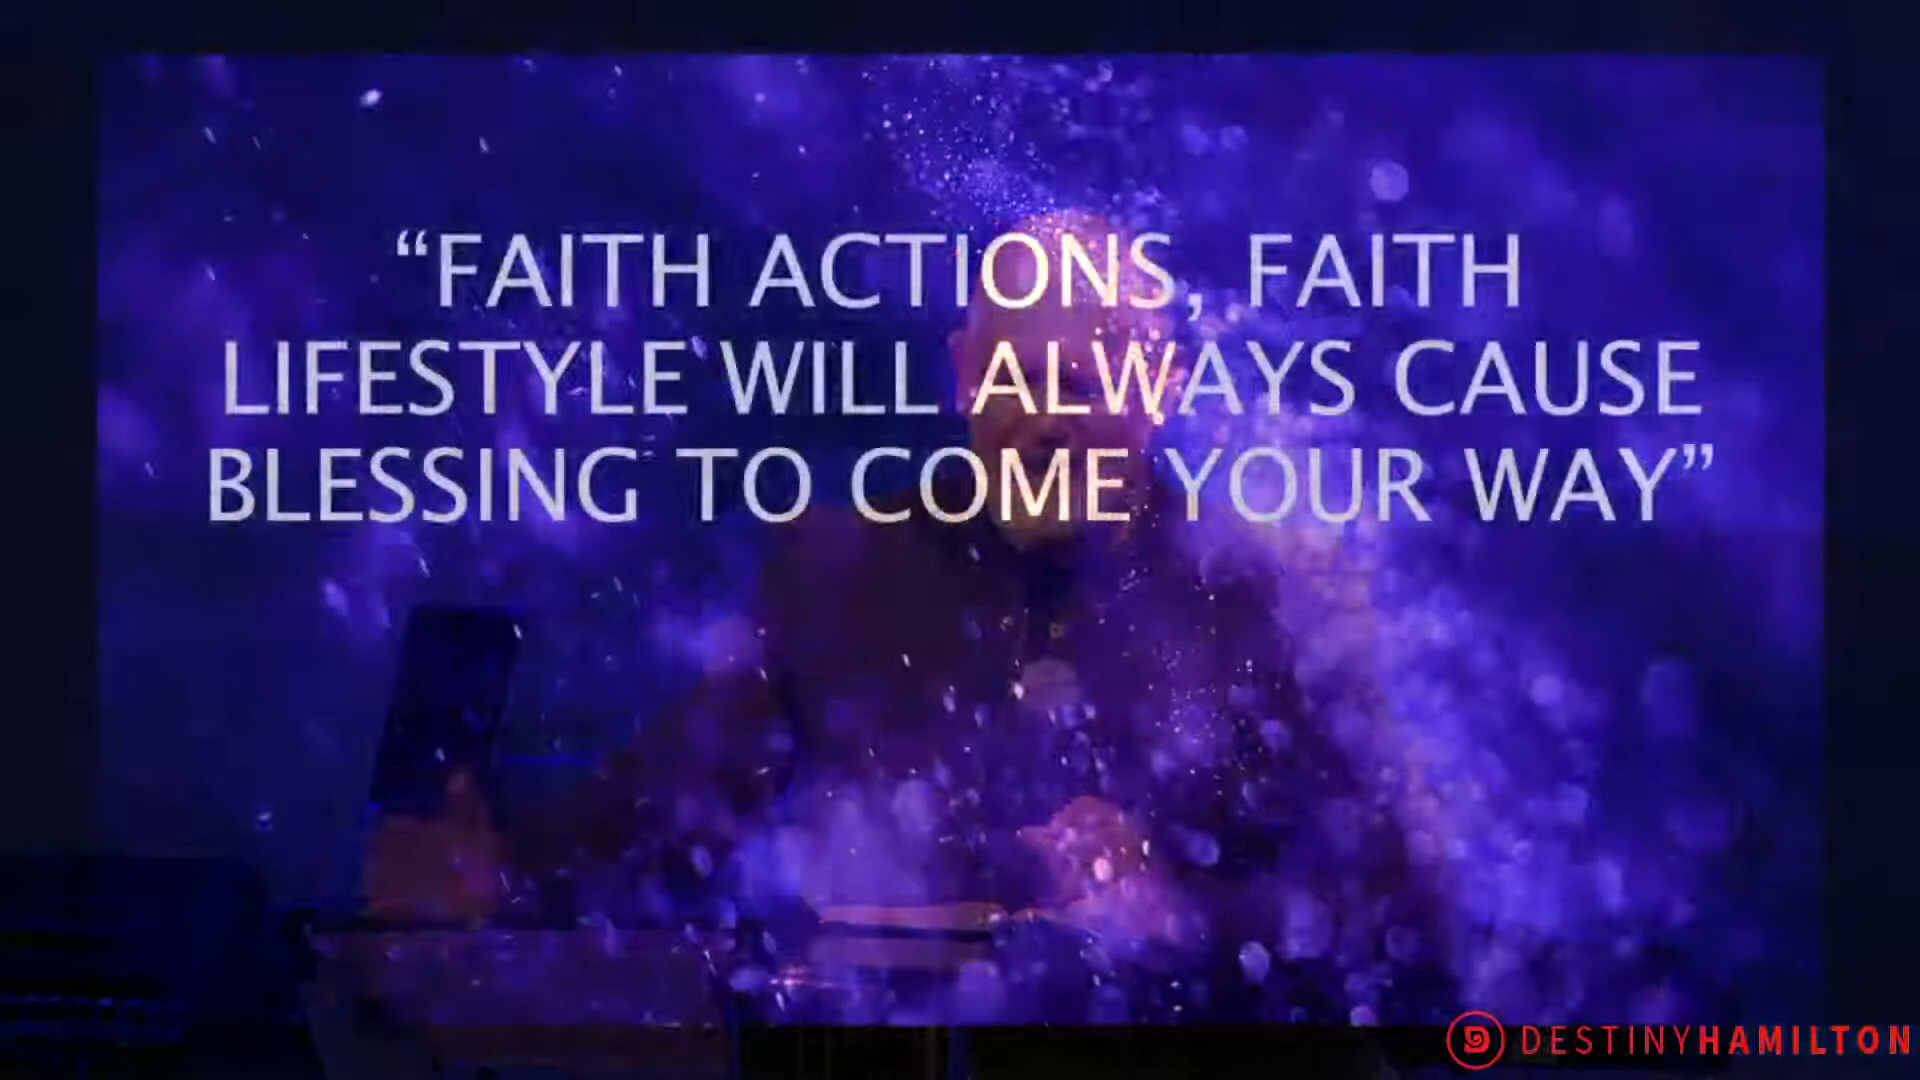 “FAITH ACTIONS, FAITH
LIFESTYLE WILL ALWAYS CAUSE
BLESSING TO COME YOUR WAY”
DESTINYHAMILTON